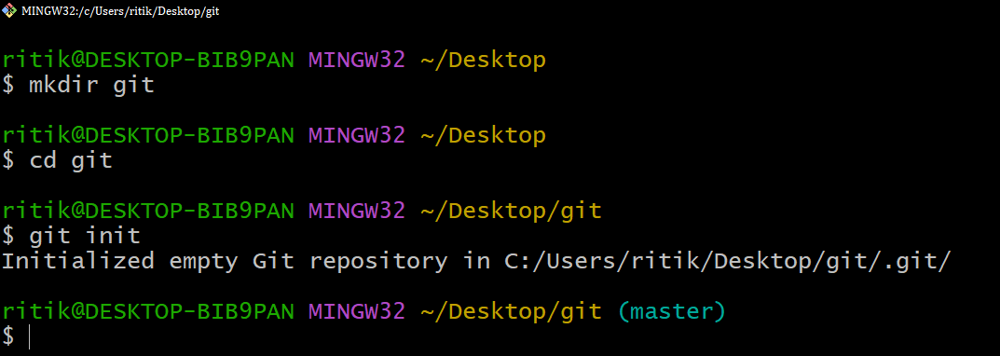 MINGW32:/c/Users/ritik/Desktop/git
ritik@DESKTOP-BIB9PAN MINGW32 ~/Desktop
$ mkdir git
ritik@DESKTOP-BIB9PAN MINGW32 ~/Desktop
$ cd git
ritik@DESKTOP-BIB9PAN MINGW32 ~/Desktop/git
$ git init
Initialized empty Git repository in C:/Users/ritik/Desktop/git/.git/
ritik@DESKTOP-BIB9PAN MINGW32 ~/Desktop/git (master)
$